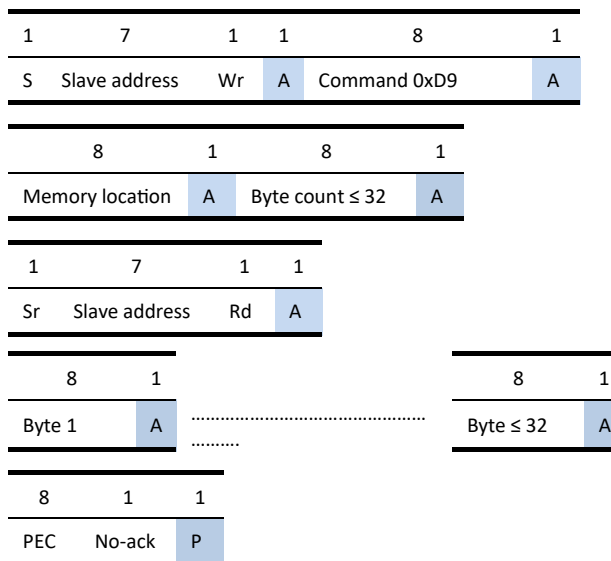 1 7 1 1 8 1
S Slave address Wr A Command 0xD9 A
8 1 8 1
Memory location A Byte count ≤ 32 A
1 7 1 1
Sr Slave address Rd A
8 1 8 1
Byte 1 A ................................................ Byte ≤ 32 A
..........
8 1 1
PEC No-ack P